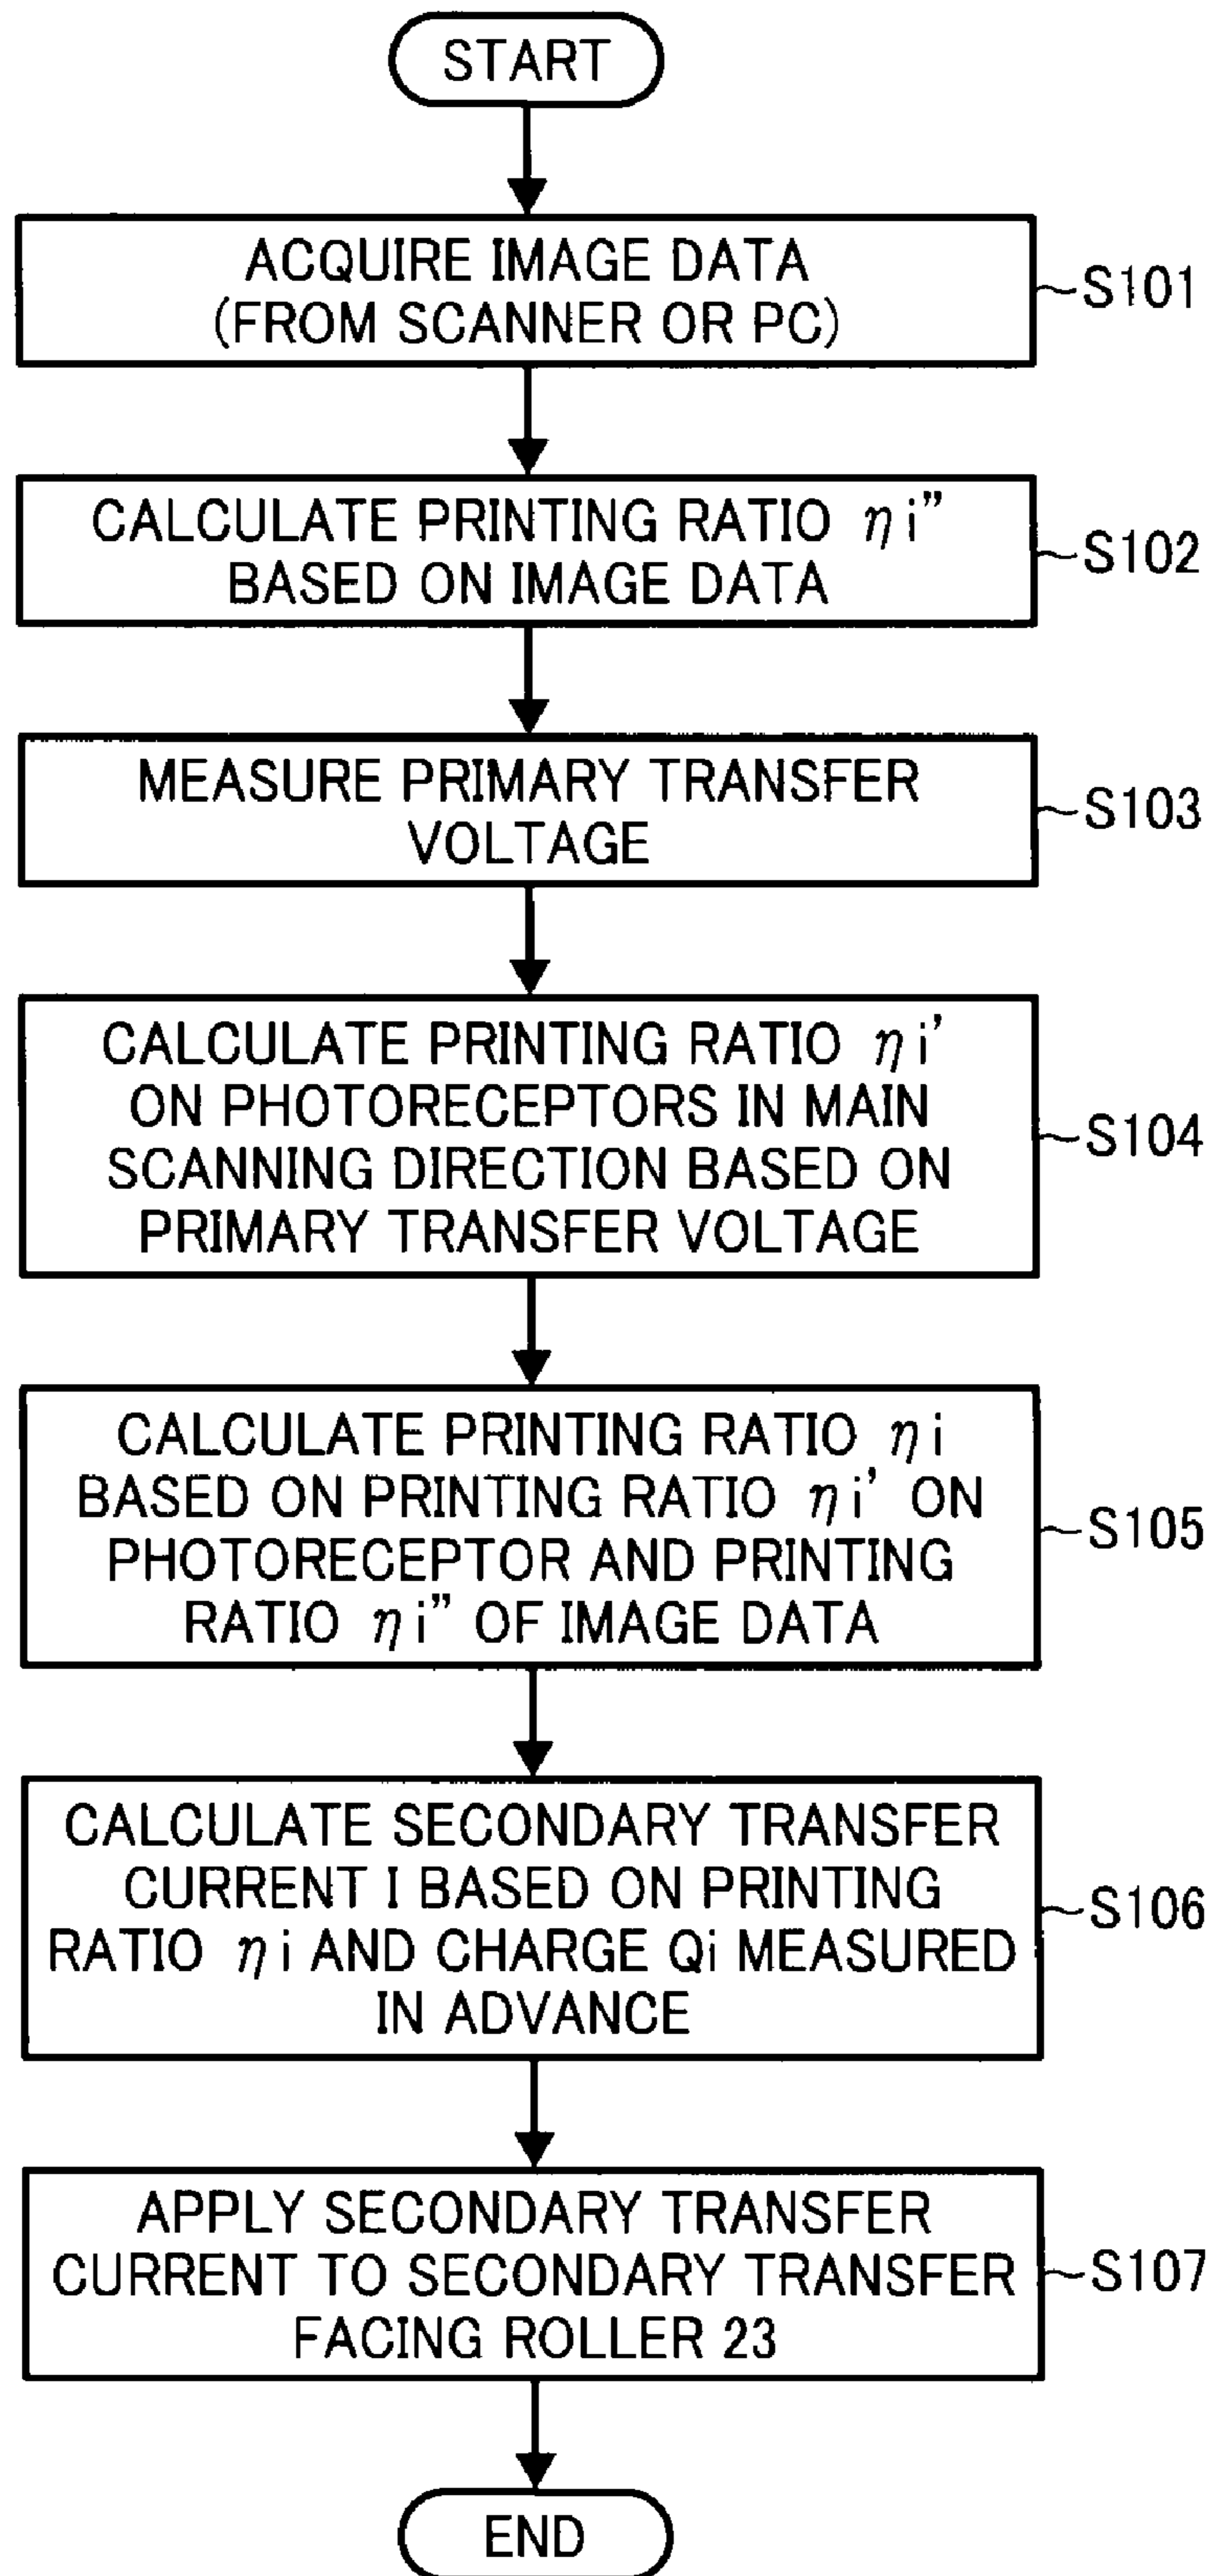 START
ACQUIRE IMAGE DATA
(FROM SCANNER OR PC)
S101
CALCULATE PRINTING RATIO ηi”
BASED ON IMAGE DATA
S102
MEASURE PRIMARY TRANSFER
VOLTAGE
S103
CALCULATE PRINTING RATIO ηi’
ON PHOTORECEPTORS IN MAIN
SCANNING DIRECTION BASED ON
PRIMARY TRANSFER VOLTAGE
S104
CALCULATE PRINTING RATIO ηi
BASED ON PRINTING RATIO ηi’ ON
PHOTORECEPTOR AND PRINTING
RATIO ηi” OF IMAGE DATA
S105
CALCULATE SECONDARY TRANSFER
CURRENT I BASED ON PRINTING
RATIO ηi AND CHARGE Qi MEASURED
IN ADVANCE
S106
APPLY SECONDARY TRANSFER
CURRENT TO SECONDARY TRANSFER
FACING ROLLER 23
S107
END